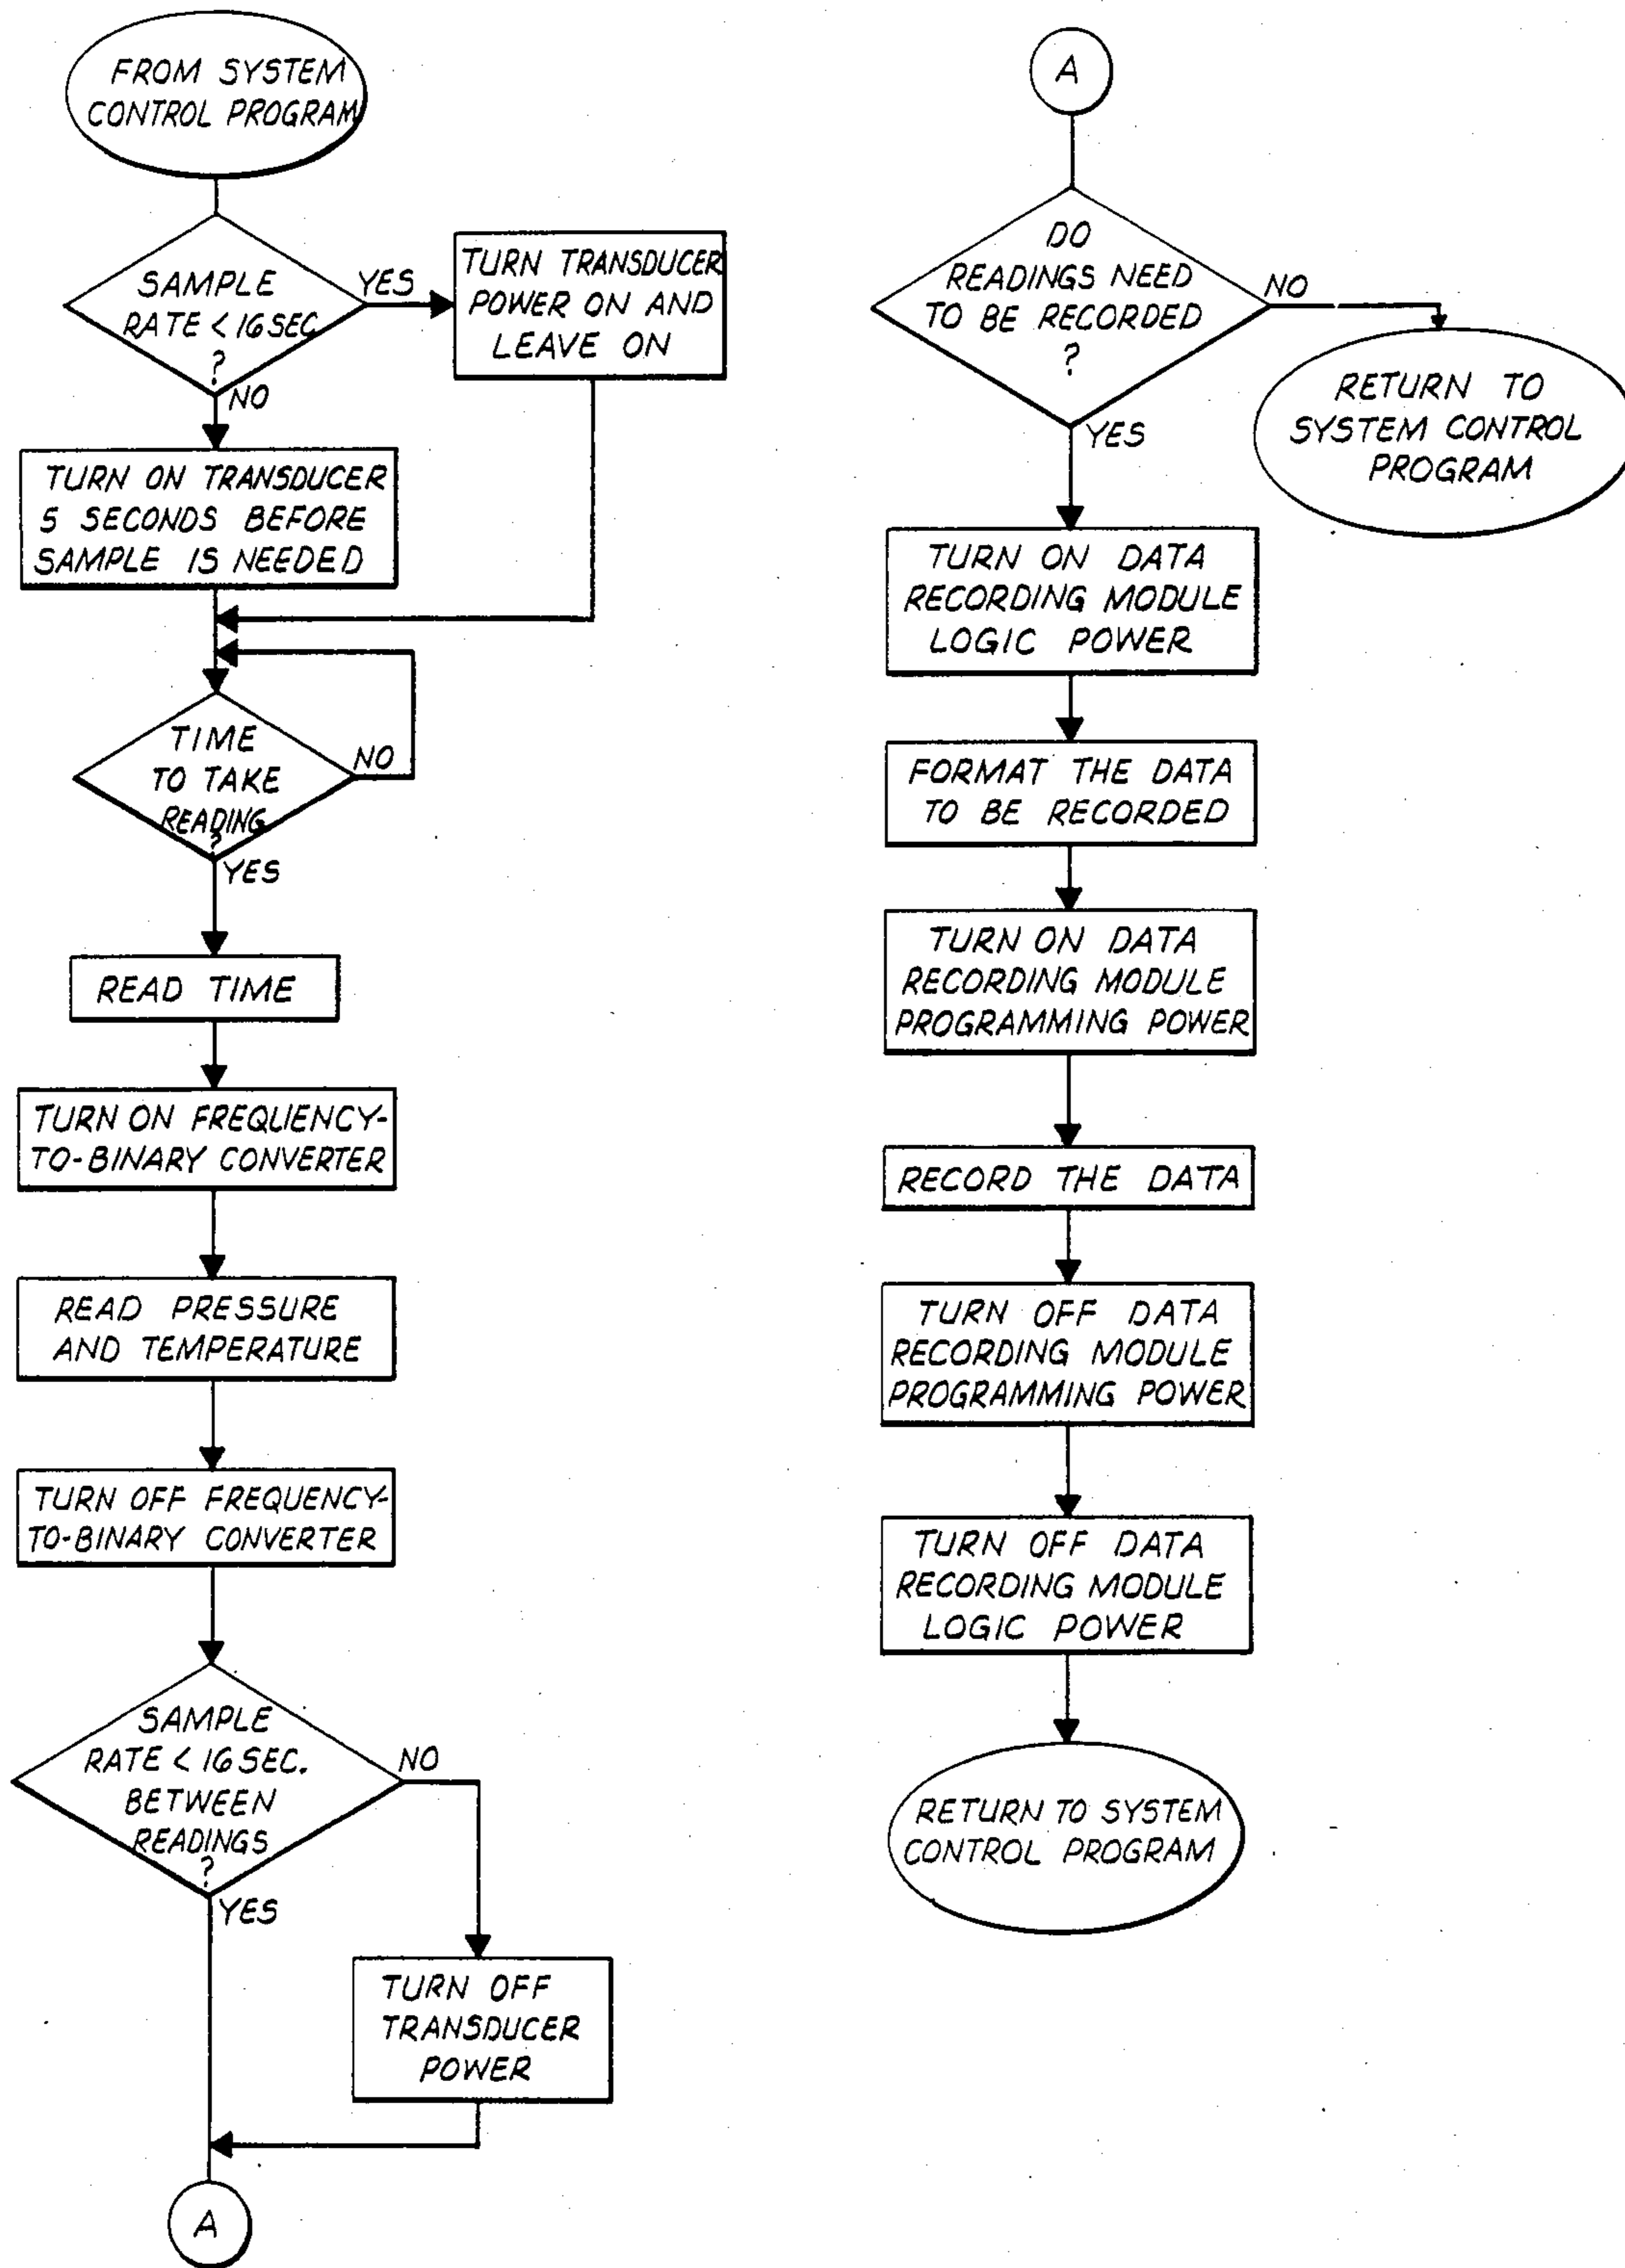 FROM SYSTEM
CONTROL PROGRAM
SAMPLE
RATE < 16 SEC
?
YES
NO
TURN TRANSDUCER
POWER ON AND
LEAVE ON
TURN ON TRANSDUCER
5 SECONDS BEFORE
SAMPLE IS NEEDED
TIME
TO TAKE
READING
?
NO
YES
READ TIME
TURN ON FREQUENCY-
TO-BINARY CONVERTER
READ PRESSURE
AND TEMPERATURE
TURN OFF FREQUENCY-
TO-BINARY CONVERTER
SAMPLE
RATE < 16 SEC.
BETWEEN
READINGS
?
NO
YES
TURN OFF
TRANSDUCER
POWER
A
A
DO
READINGS NEED
TO BE RECORDED
?
NO
YES
RETURN TO
SYSTEM CONTROL
PROGRAM
TURN ON DATA
RECORDING MODULE
LOGIC POWER
FORMAT THE DATA
TO BE RECORDED
TURN ON DATA
RECORDING MODULE
PROGRAMMING POWER
RECORD THE DATA
TURN OFF DATA
RECORDING MODULE
PROGRAMMING POWER
TURN OFF DATA
RECORDING MODULE
LOGIC POWER
RETURN TO SYSTEM
CONTROL PROGRAM